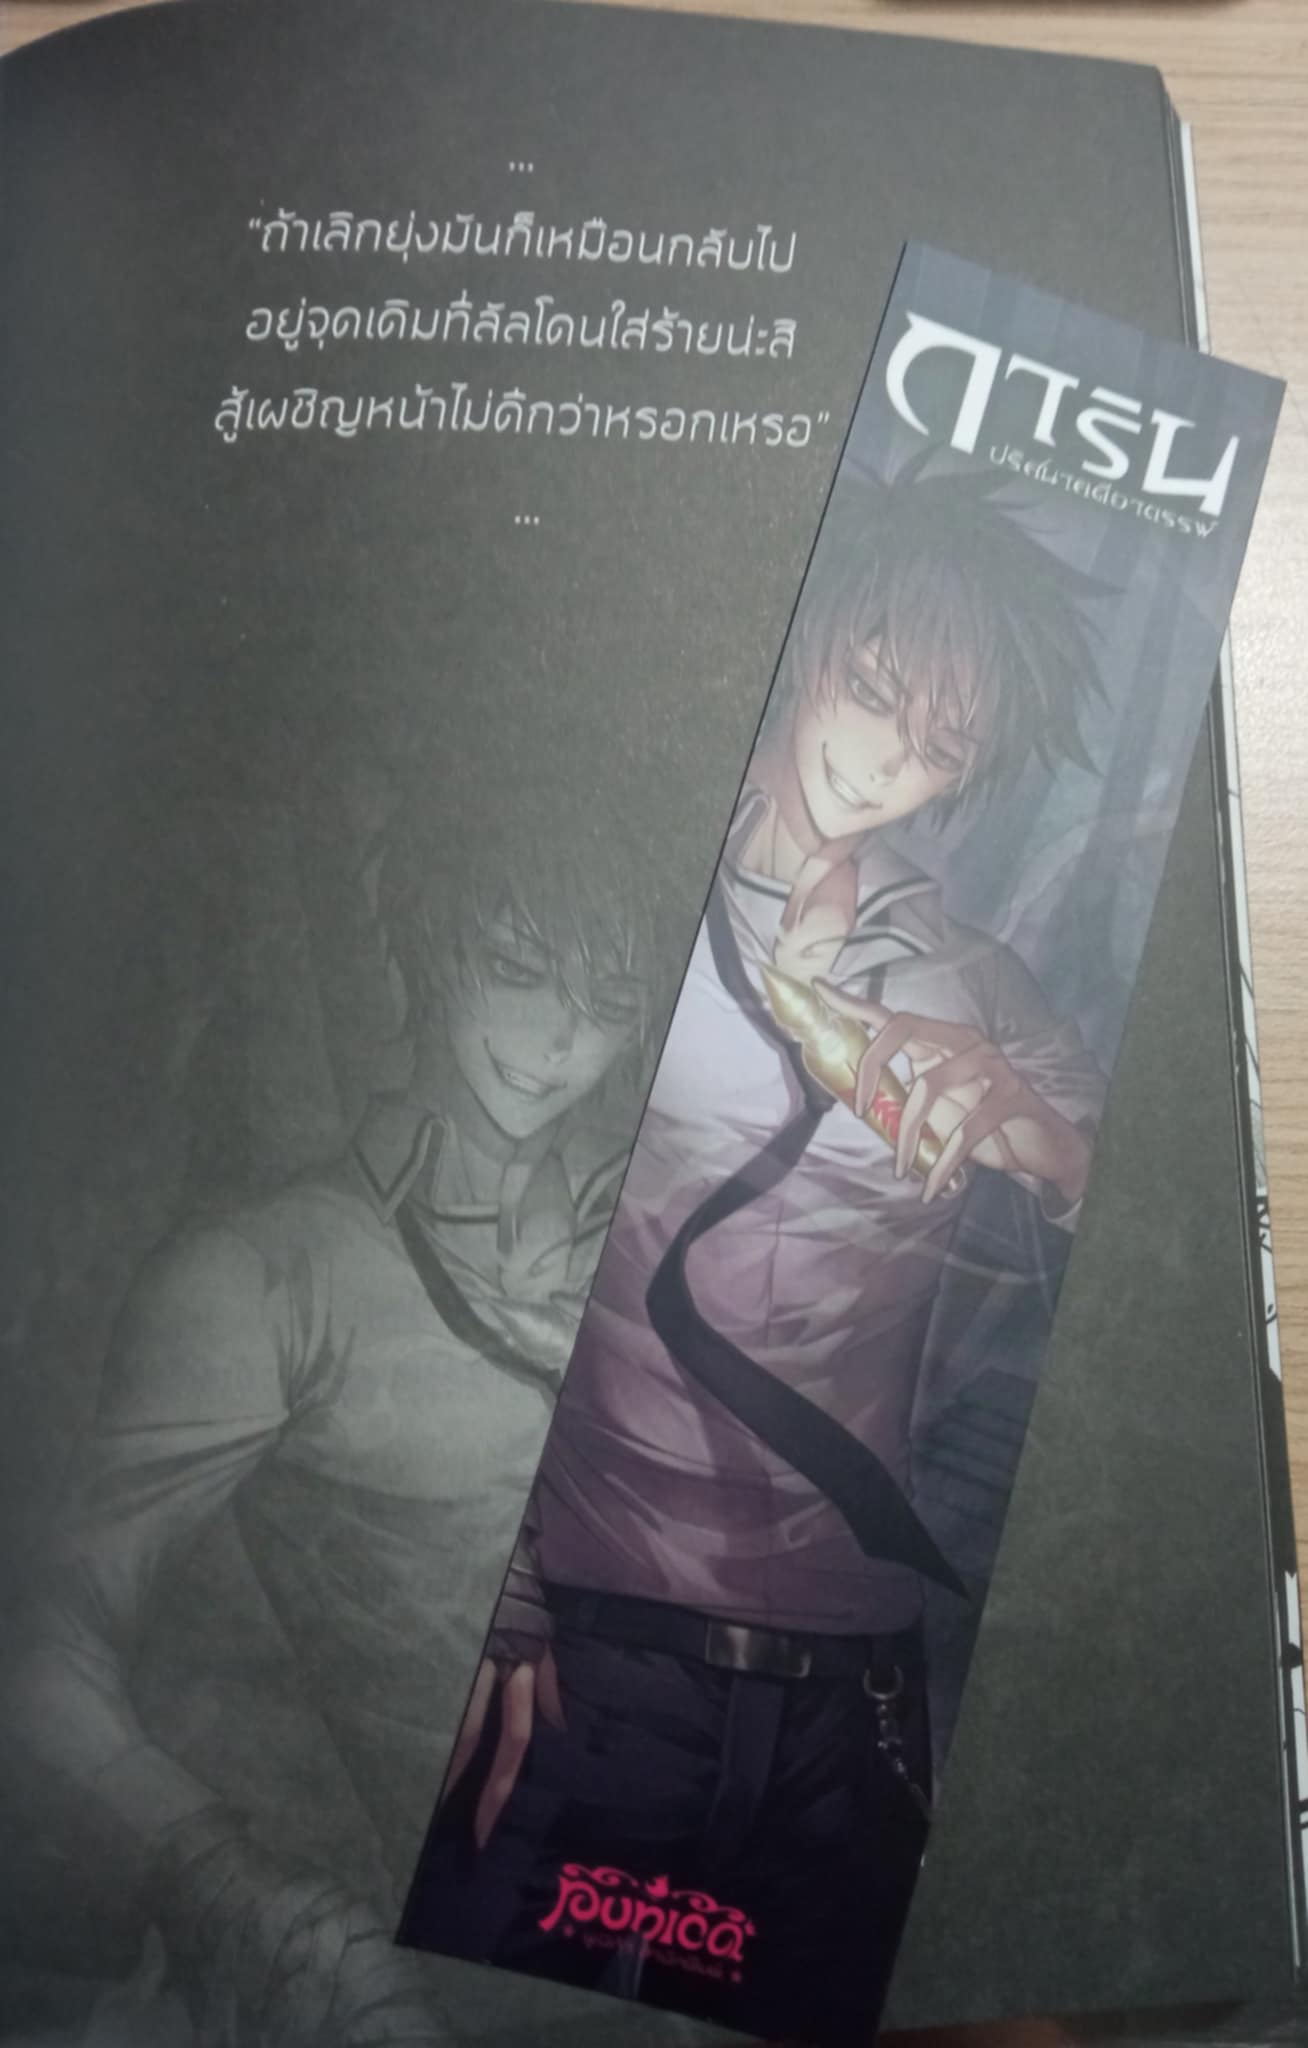 ...
“ถ้าเลิกยุ่งมันก็เหมือนกลับไป
อยู่จุดเดิมที่ลัลโดนใส่ร้ายน่ะสิ
สู้เผชิญหน้าไม่ดีกว่าหรอกเหรอ”
...
ดาริน
ปริศนาคดีอาถรรพ์
punica